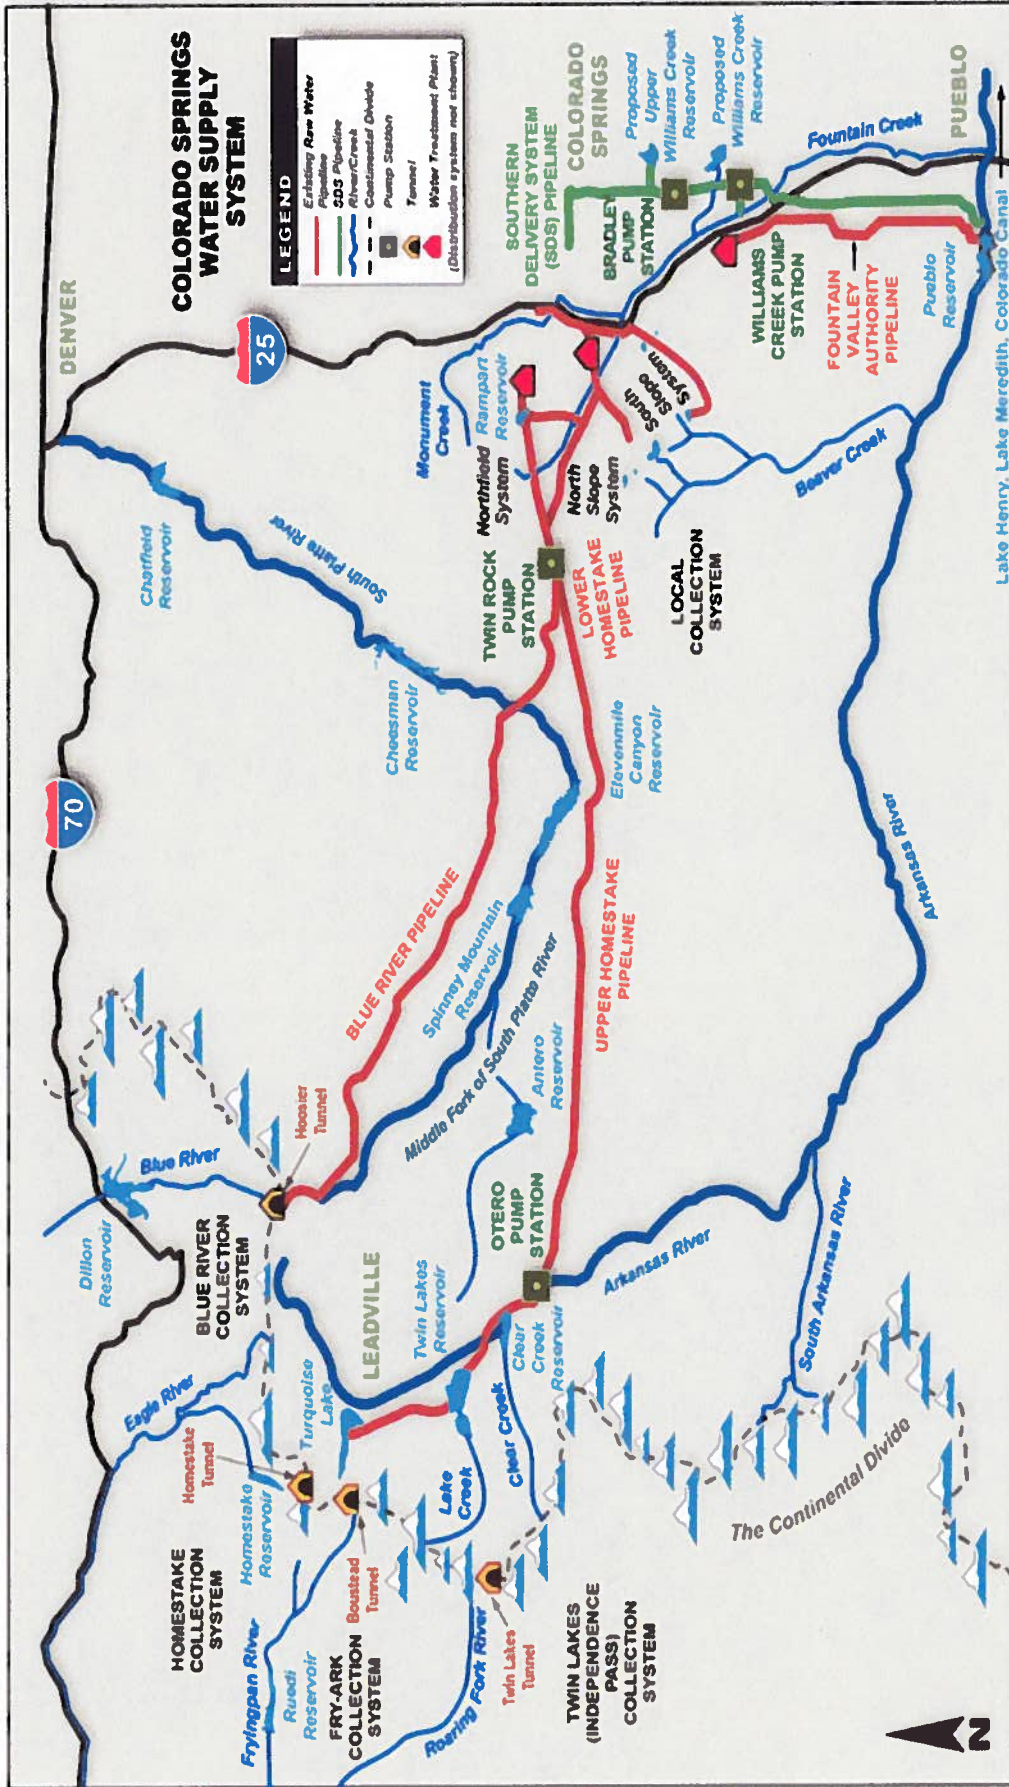 COLORADO SPRINGS
WATER SUPPLY
SYSTEM
LEGEND
Existing Raw Water
Pipeline
SDS Pipeline
River/Creek
Continental Divide
Pump Station
Tunnel
Water Treatment Plant
(Distribution system not shown)
DENVER
70
25
Chatfield
Reservoir
South Platte River
Cheesman
Reservoir
Dillon
Reservoir
Blue River
BLUE RIVER
COLLECTION
SYSTEM
Hoosier
Tunnel
BLUE RIVER PIPELINE
Eagle River
Homestake
Tunnel
HOMESTAKE
COLLECTION
SYSTEM
Homestake
Reservoir
Turquoise
Lake
LEADVILLE
Fryingpan River
Ruedi
Reservoir
FRY-ARK
COLLECTION
SYSTEM
Boustead
Tunnel
Lake
Creek
Roaring Fork River
Twin Lakes
Tunnel
TWIN LAKES
(INDEPENDENCE
PASS)
COLLECTION
SYSTEM
Clear Creek
Clear
Creek
Reservoir
Twin Lakes
Reservoir
OTERO
PUMP
STATION
Middle Fork of South Platte River
Spinney Mountain
Reservoir
Antero
Reservoir
UPPER HOMESTAKE
PIPELINE
Elevenmile
Canyon
Reservoir
TWIN ROCK
PUMP
STATION
LOWER
HOMESTAKE
PIPELINE
Monument
Creek
Rampart
Reservoir
Northfield
System
North
Slope
System
South
Slope
System
LOCAL
COLLECTION
SYSTEM
Beaver Creek
SOUTHERN
DELIVERY SYSTEM
(SDS) PIPELINE
COLORADO
SPRINGS
Proposed
Upper
Williams Creek
Reservoir
Proposed
Williams Creek
Reservoir
BRADLEY
PUMP
STATION
WILLIAMS
CREEK PUMP
STATION
FOUNTAIN
VALLEY
AUTHORITY
PIPELINE
Fountain Creek
PUEBLO
Pueblo
Reservoir
Lake Henry, Lake Meredith, Colorado Canal
Arkansas River
Arkansas River
South Arkansas River
The Continental Divide
N